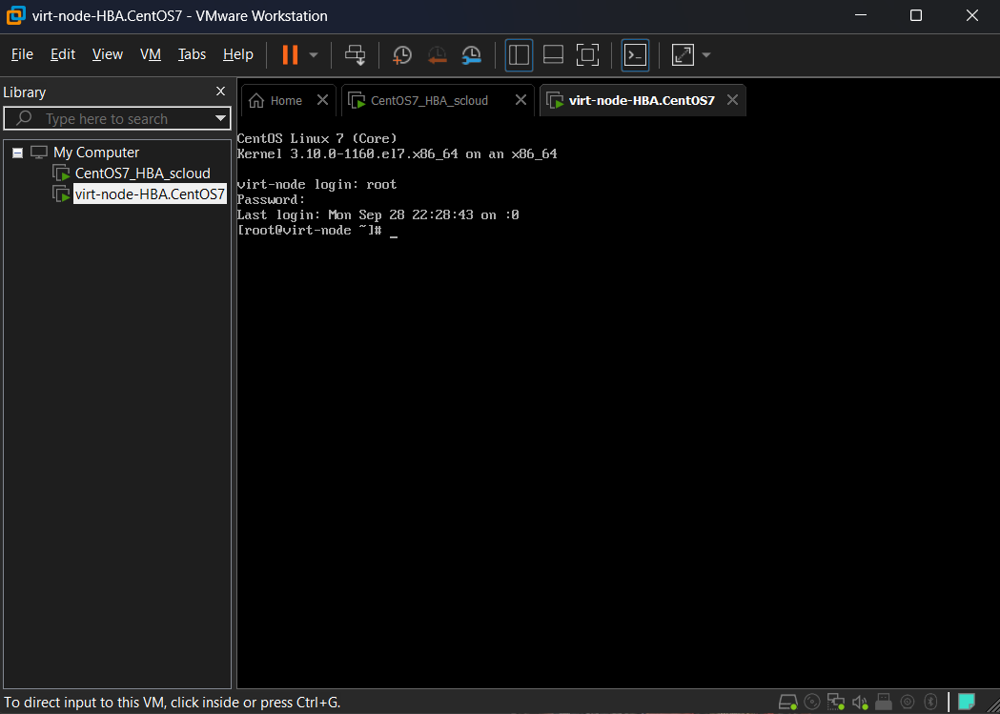 virt-node-HBA.CentOS7 - VMware Workstation
File Edit View VM Tabs Help
Library
Type here to search
My Computer
CentOS7_HBA_scloud
virt-node-HBA.CentOS7
Home CentOS7_HBA_scloud virt-node-HBA.CentOS7
CentOS Linux 7 (Core)
Kernel 3.10.0-1160.el7.x86_64 on an x86_64
virt-node login: root
Password:
Last login: Mon Sep 28 22:28:43 on :0
[root@virt-node ~]# _
To direct input to this VM, click inside or press Ctrl+G.